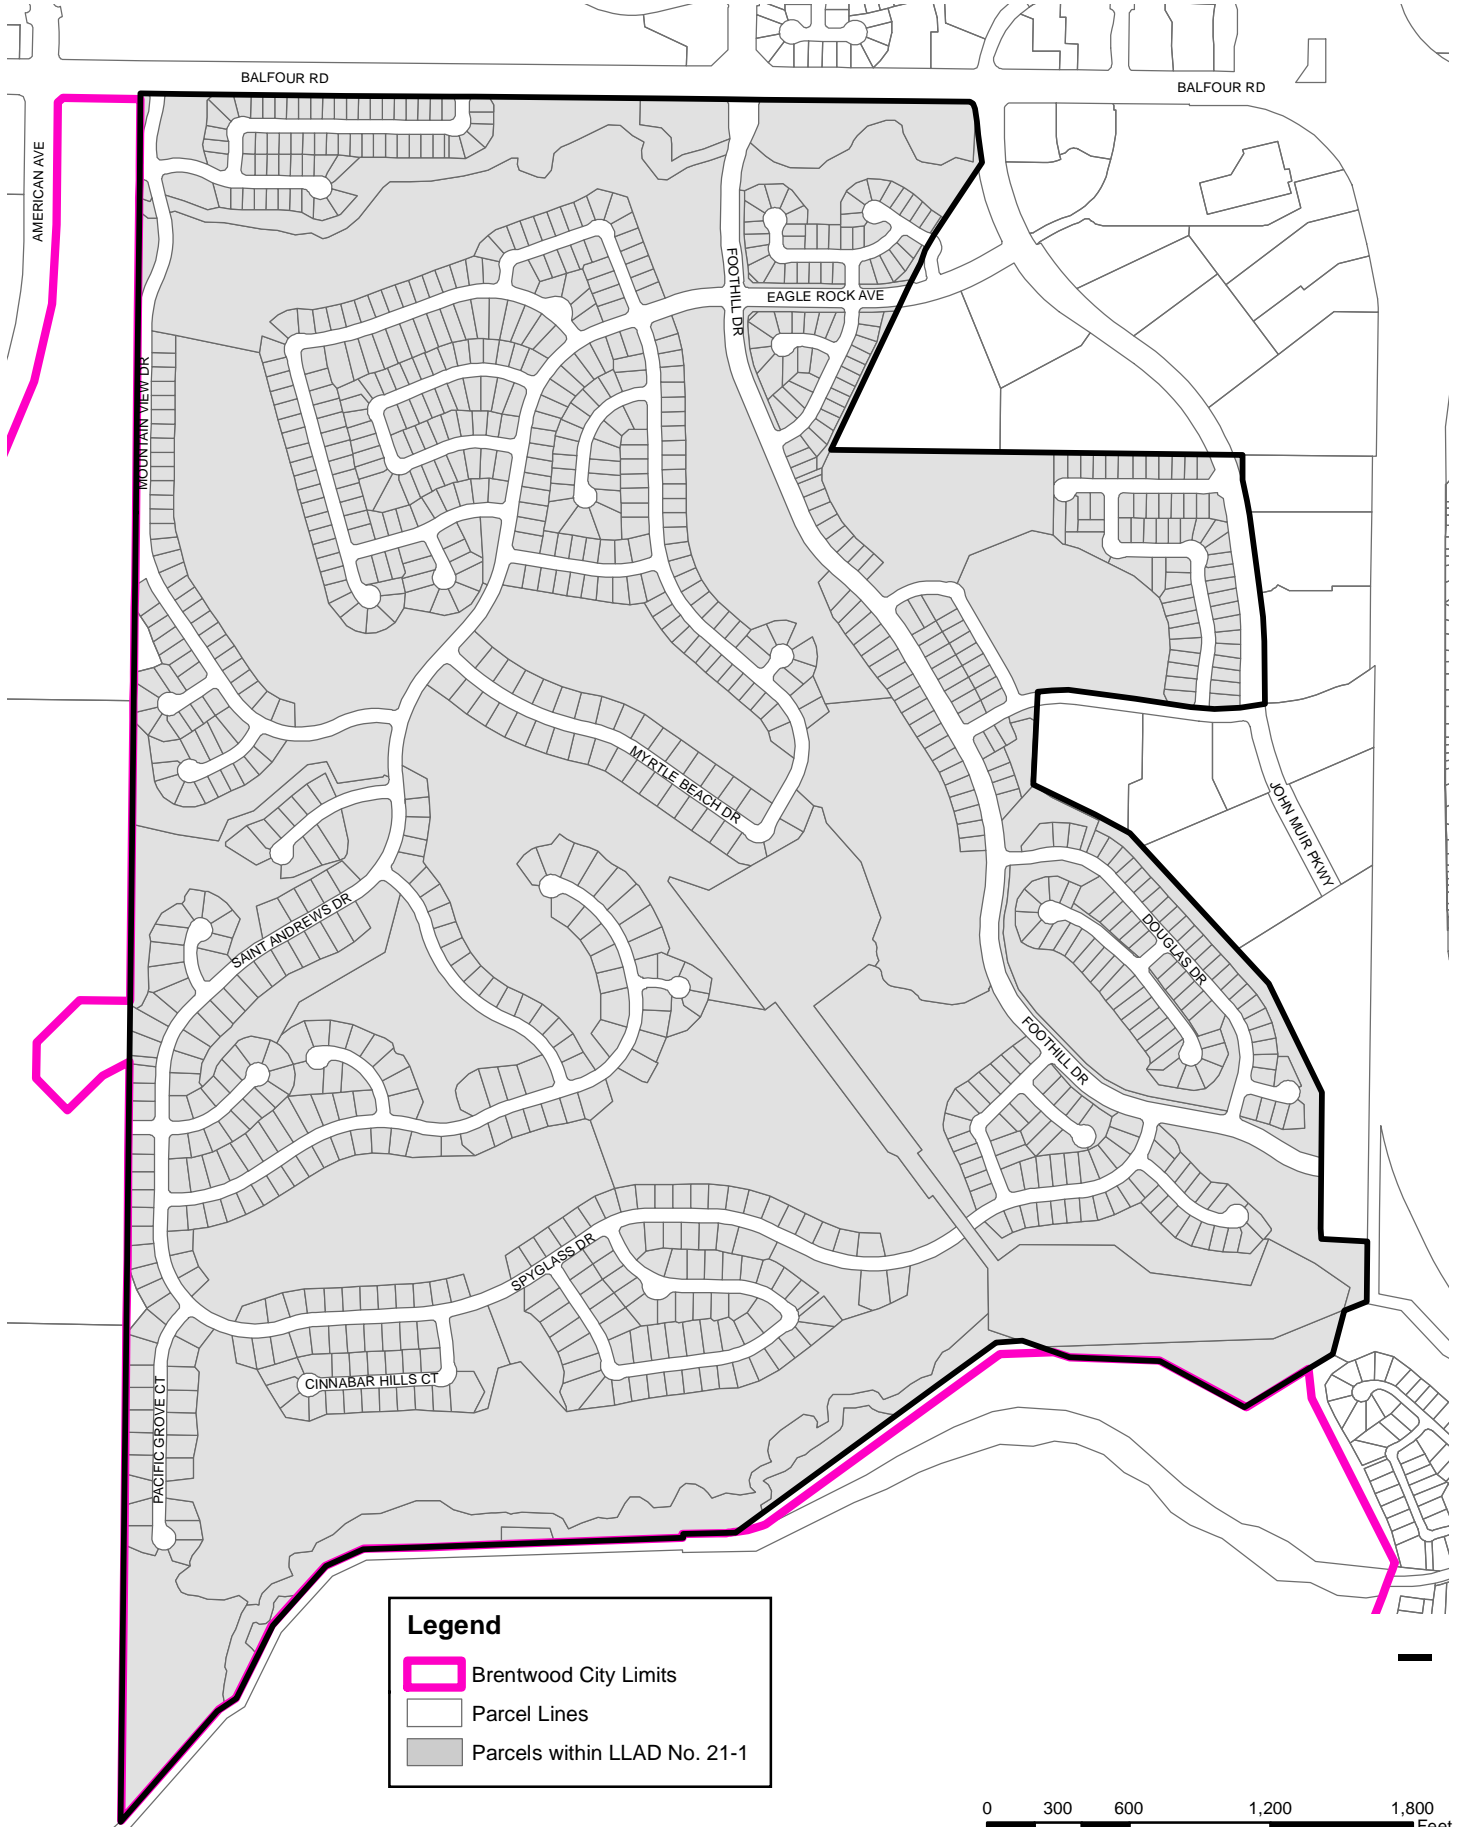 BALFOUR RD
BALFOUR RD
AMERICAN AVE
FOOTHILL DR
EAGLE ROCK AVE
MOUNTAIN VIEW DR
MYRTLE BEACH DR
JOHN MUIR PKWY
SAINT ANDREWS DR
DOUGLAS DR
FOOTHILL DR
SPYGLASS DR
CINNABAR HILLS CT
PACIFIC GROVE CT
Legend
Brentwood City Limits
Parcel Lines
Parcels within LLAD No. 21-1
0 300 600 1,200 1,800
Feet